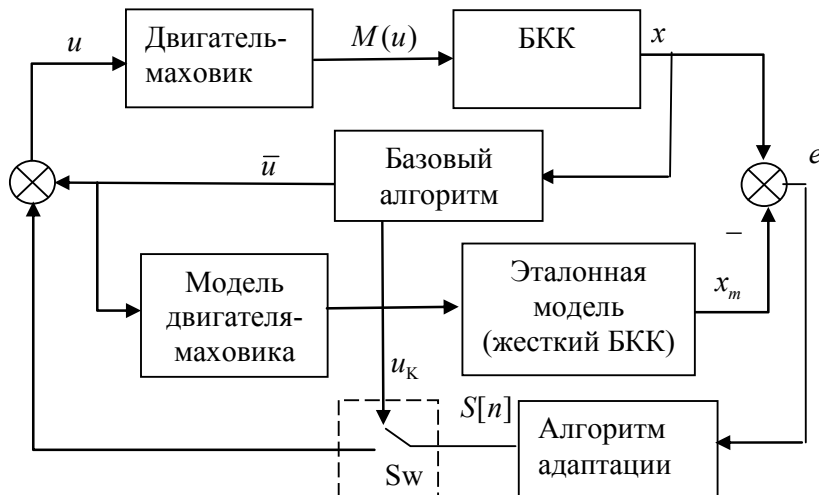 u
Двигатель-
маховик
M(u)
БКК
x
ū
Базовый
алгоритм
e
Модель
двигателя-
маховика
Эталонная
модель
(жесткий БКК)
–
x_m
u_К
S[n]
Sw
Алгоритм
адаптации